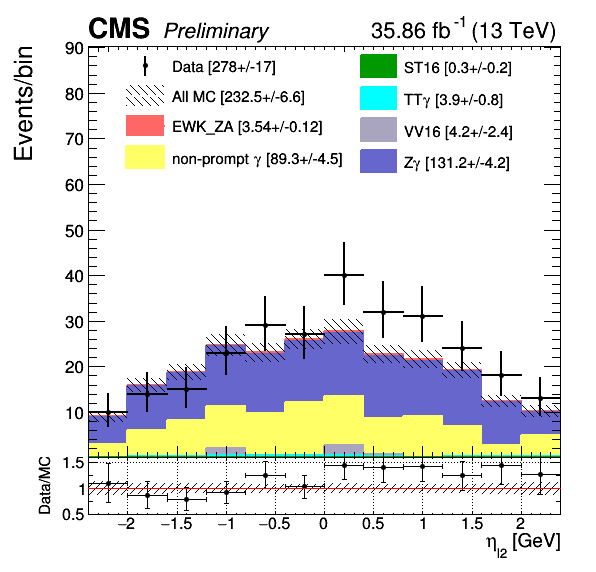 CMS Preliminary 35.86 fb⁻¹ (13 TeV)
Events/bin
90
80
70
60
50
40
30
20
10
Data [278+/-17]
All MC [232.5+/-6.6]
EWK_ZA [3.54+/-0.12]
non-prompt γ [89.3+/-4.5]
ST16 [0.3+/-0.2]
TTγ [3.9+/-0.8]
VV16 [4.2+/-2.4]
Zγ [131.2+/-4.2]
Data/MC
1.5
1
0.5
−2 −1.5 −1 −0.5 0 0.5 1 1.5 2
η_l2 [GeV]